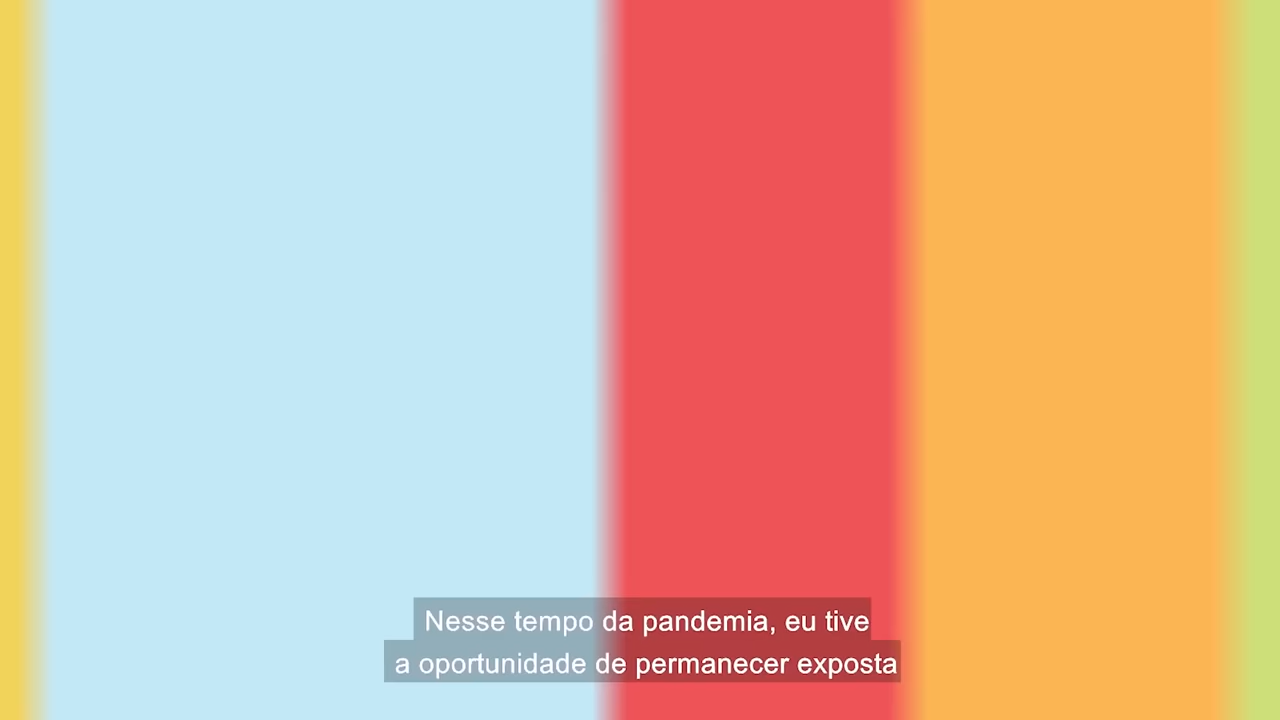 Nesse tempo da pandemia, eu tive
a oportunidade de permanecer exposta